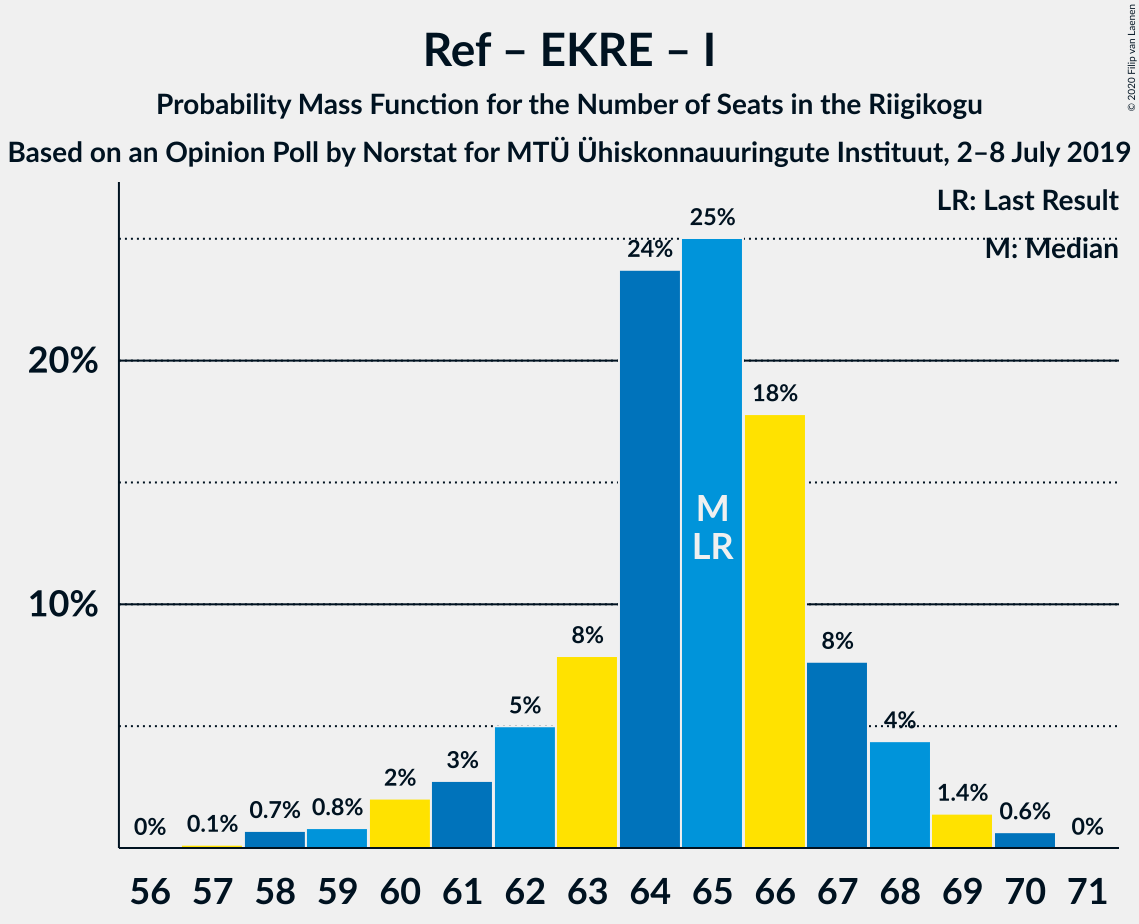 Ref – EKRE – I
Probability Mass Function for the Number of Seats in the Riigikogu
Based on an Opinion Poll by Norstat for MTÜ Ühiskonnauuringute Instituut, 2–8 July 2019
© 2020 Filip van Laenen
LR: Last Result
M: Median
20%
10%
0%
0.1%
0.7%
0.8%
2%
3%
5%
8%
24%
25%
18%
8%
4%
1.4%
0.6%
0%
M
LR
56 57 58 59 60 61 62 63 64 65 66 67 68 69 70 71